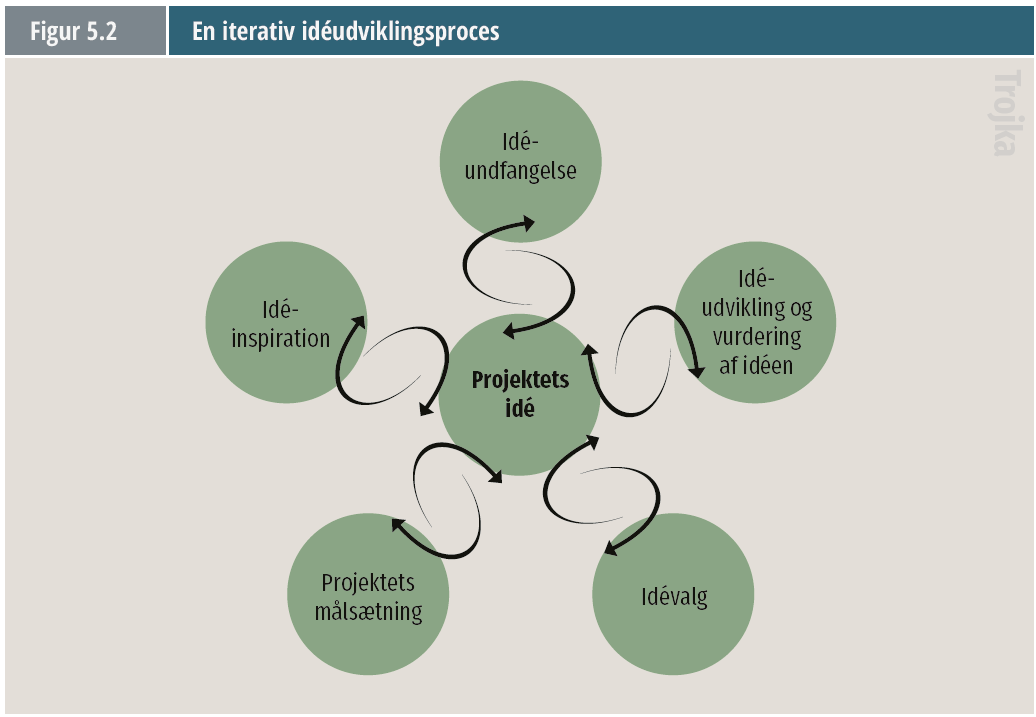 Figur 5.2
En iterativ idéudviklingsproces
Trojka
Idé-
undfangelse
Idé-
udvikling og
vurdering
af idéen
Idé-
inspiration
Projektets
idé
Projektets
målsætning
Idévalg